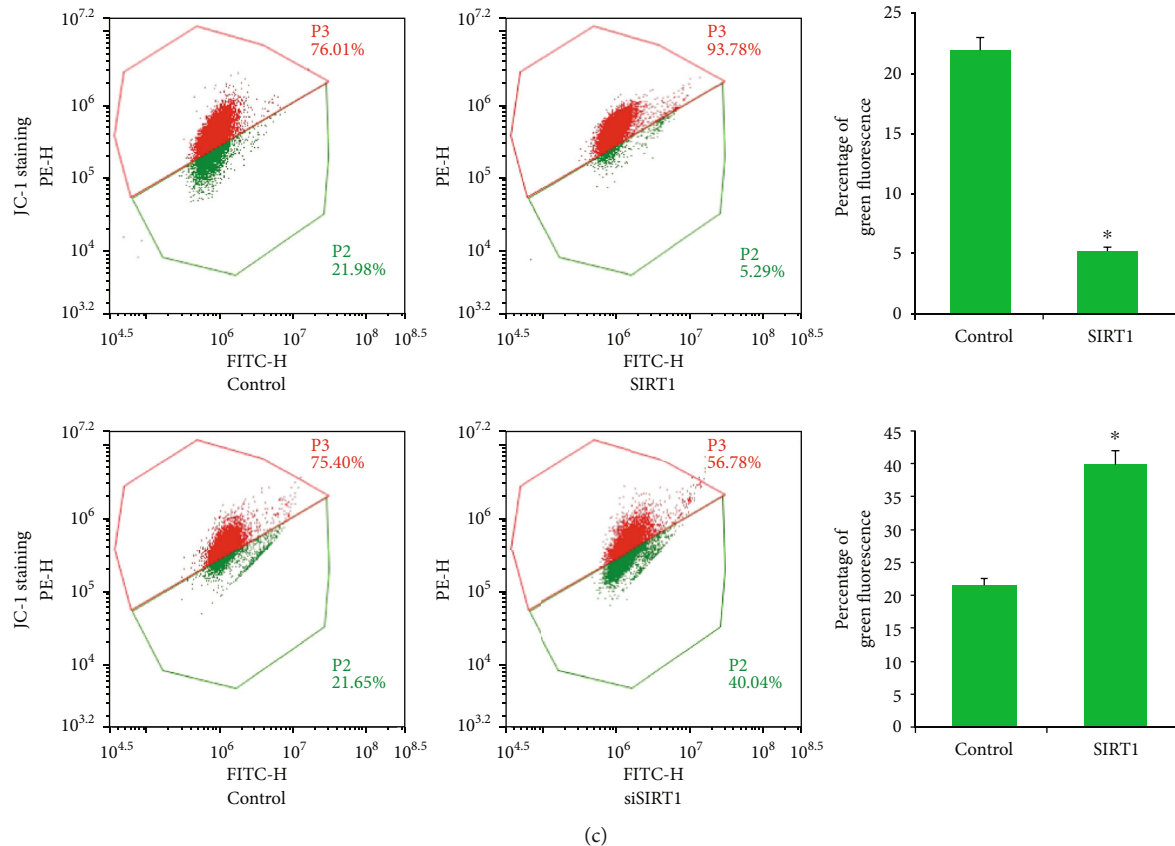 10^7.2
10^6
10^5
10^4
10^3.2
JC-1 staining
PE-H
P3
76.01%
P2
21.98%
10^4.5 10^6 10^7 10^8 10^8.5
FITC-H
Control
10^7.2
10^6
10^5
10^4
10^3.2
PE-H
P3
93.78%
P2
5.29%
10^4.5 10^6 10^7 10^8 10^8.5
FITC-H
SIRT1
Percentage of
green fluorescence
25
20
15
10
5
0
*
Control SIRT1
10^7.2
10^6
10^5
10^4
10^3.2
JC-1 staining
PE-H
P3
75.40%
P2
21.65%
10^4.5 10^6 10^7 10^8 10^8.5
FITC-H
Control
10^7.2
10^6
10^5
10^4
10^3.2
PE-H
P3
56.78%
P2
40.04%
10^4.5 10^6 10^7 10^8 10^8.5
FITC-H
siSIRT1
Percentage of
green fluorescence
45
40
35
30
25
20
15
10
5
0
*
Control SIRT1
(c)